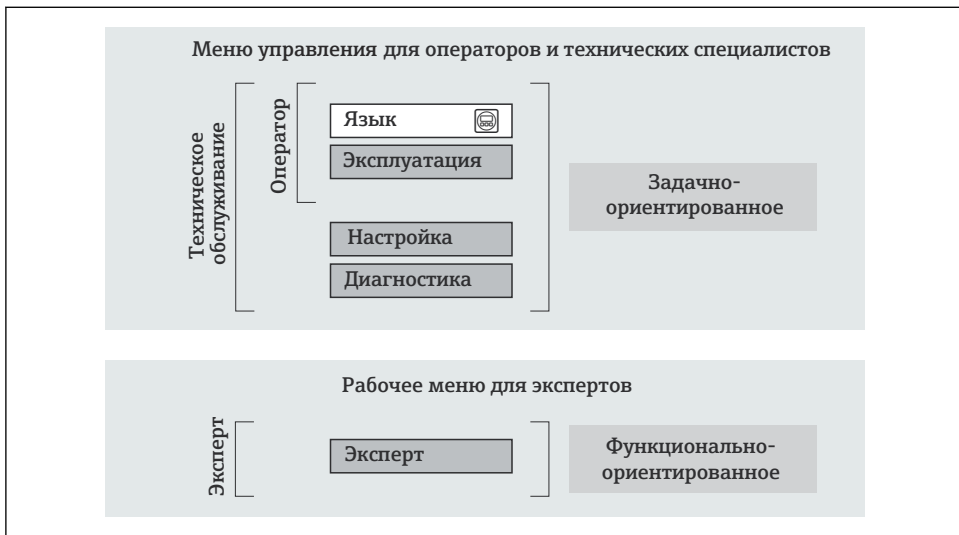 Меню управления для операторов и технических специалистов
Техническое
обслуживание
Оператор
Язык
Эксплуатация
Настройка
Диагностика
Задачно-
ориентированное
Рабочее меню для экспертов
Эксперт
Эксперт
Функционально-
ориентированное